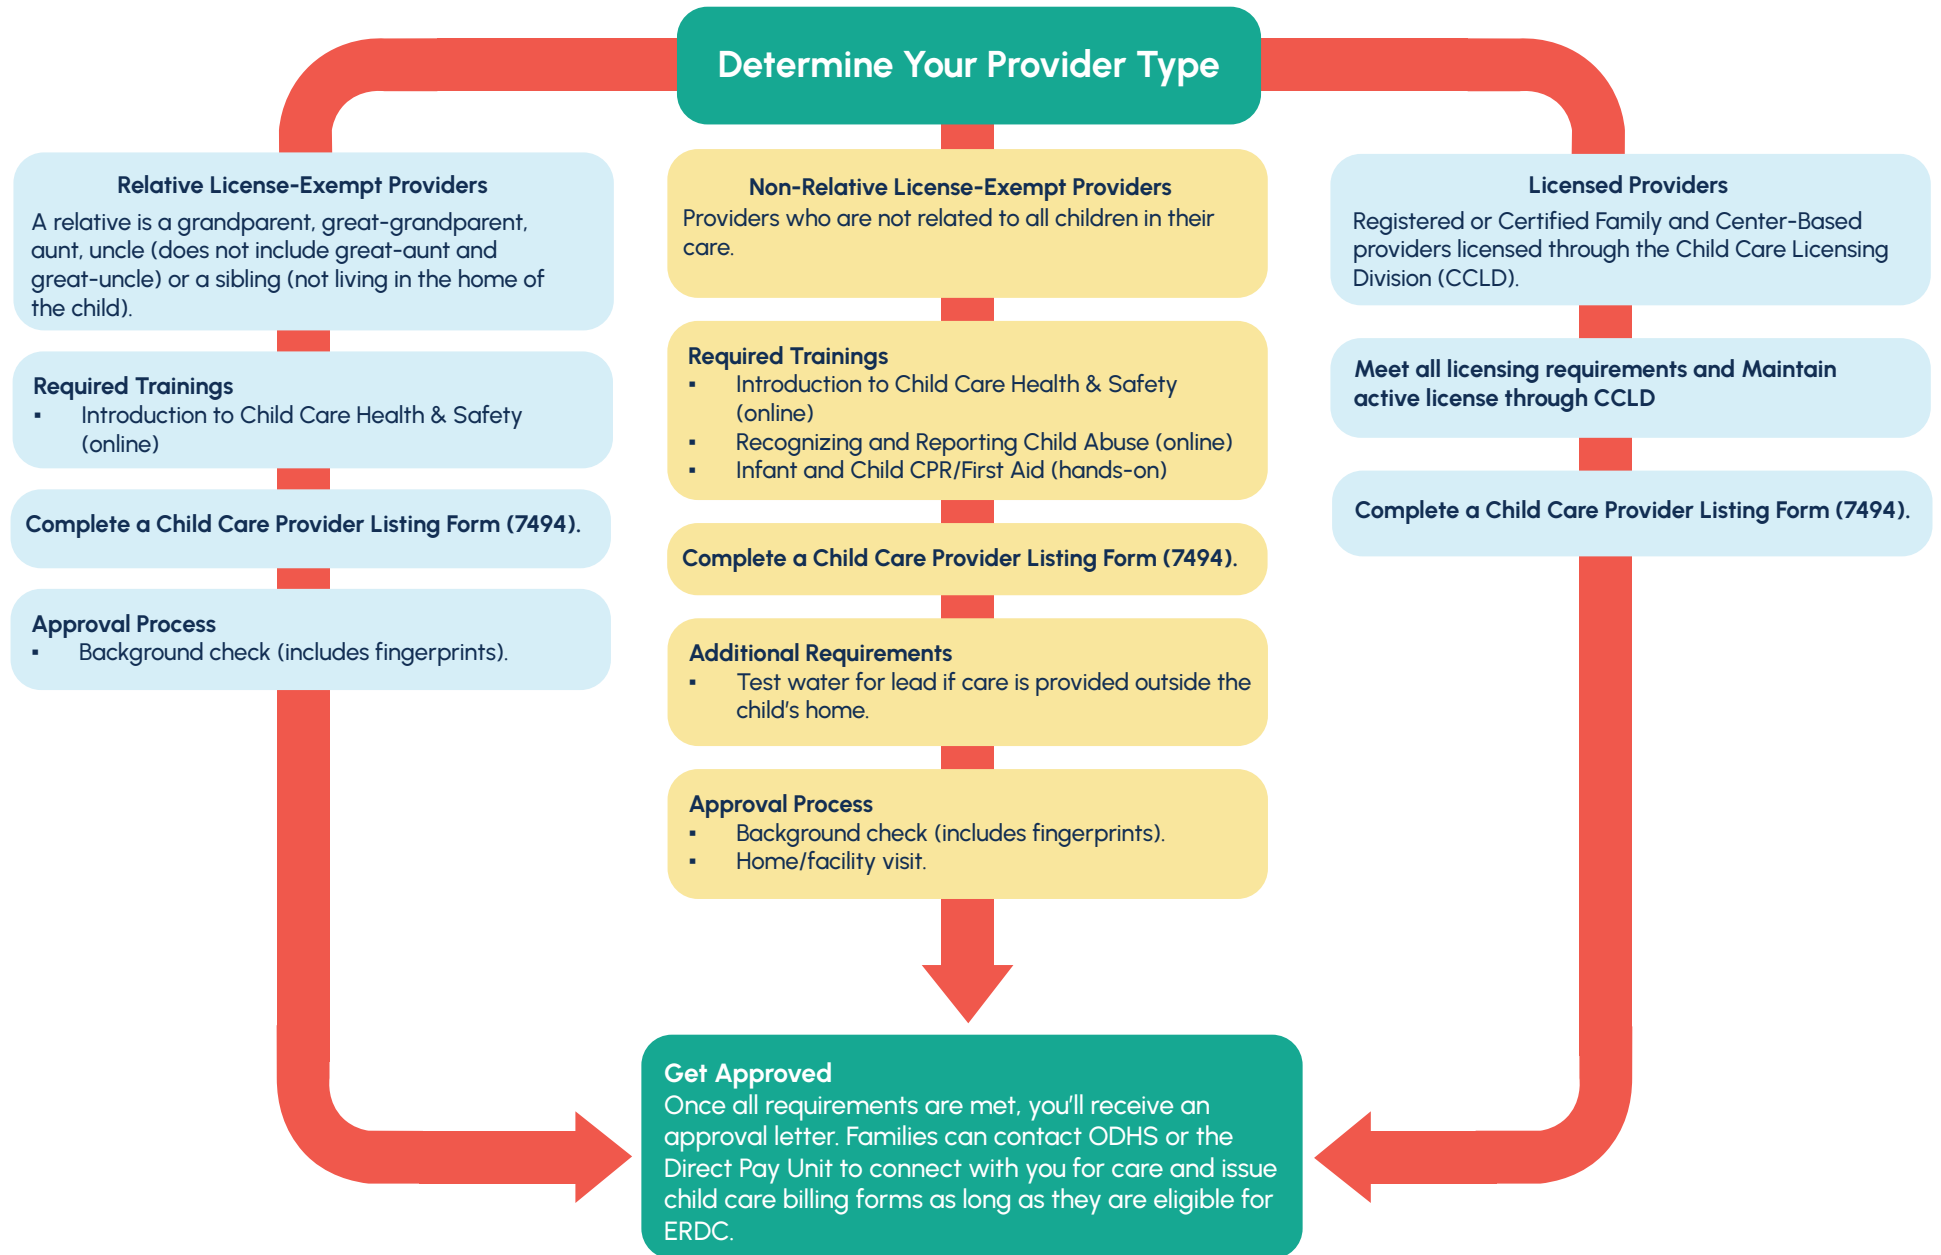 Determine Your Provider Type
Relative License-Exempt Providers
A relative is a grandparent, great-grandparent,
aunt, uncle (does not include great-aunt and
great-uncle) or a sibling (not living in the home of
the child).
Required Trainings
▪ Introduction to Child Care Health & Safety
(online)
Complete a Child Care Provider Listing Form (7494).
Approval Process
▪ Background check (includes fingerprints).
Non-Relative License-Exempt Providers
Providers who are not related to all children in their
care.
Required Trainings
▪ Introduction to Child Care Health & Safety
(online)
▪ Recognizing and Reporting Child Abuse (online)
▪ Infant and Child CPR/First Aid (hands-on)
Complete a Child Care Provider Listing Form (7494).
Additional Requirements
▪ Test water for lead if care is provided outside the
child's home.
Approval Process
▪ Background check (includes fingerprints).
▪ Home/facility visit.
Licensed Providers
Registered or Certified Family and Center-Based
providers licensed through the Child Care Licensing
Division (CCLD).
Meet all licensing requirements and Maintain
active license through CCLD
Complete a Child Care Provider Listing Form (7494).
Get Approved
Once all requirements are met, you'll receive an
approval letter. Families can contact ODHS or the
Direct Pay Unit to connect with you for care and issue
child care billing forms as long as they are eligible for
ERDC.